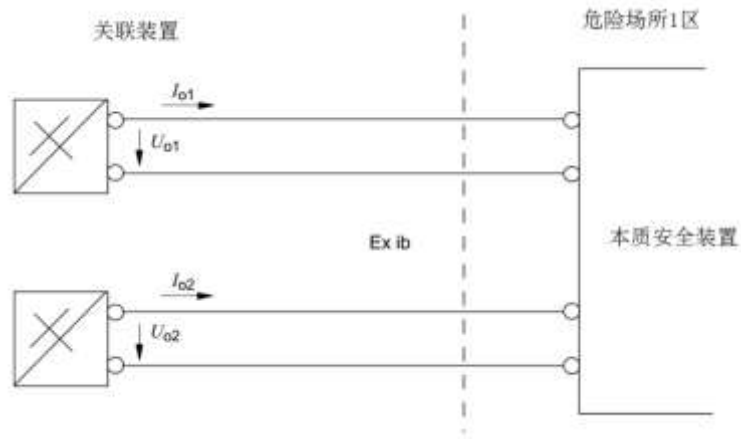 危险场所1区
关联装置
Io1
Uo1
Ex ib
本质安全装置
Io2
Uo2